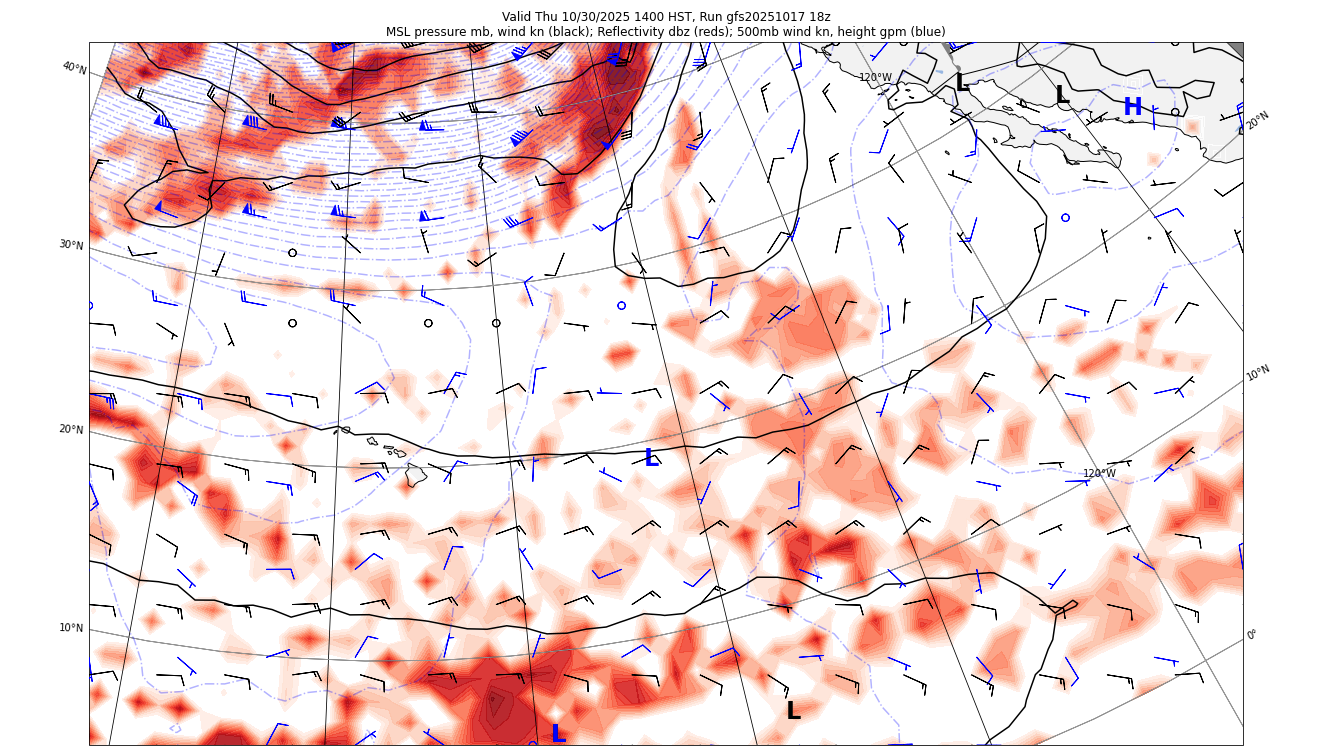 Valid Thu 10/30/2025 1400 HST, Run gfs20251017 18z
MSL pressure mb, wind kn (black); Reflectivity dbz (reds); 500mb wind kn, height gpm (blue)
40°N
120°W
L
L
H
20°N
30°N
10°N
20°N
L
120°W
10°N
0°
L
L